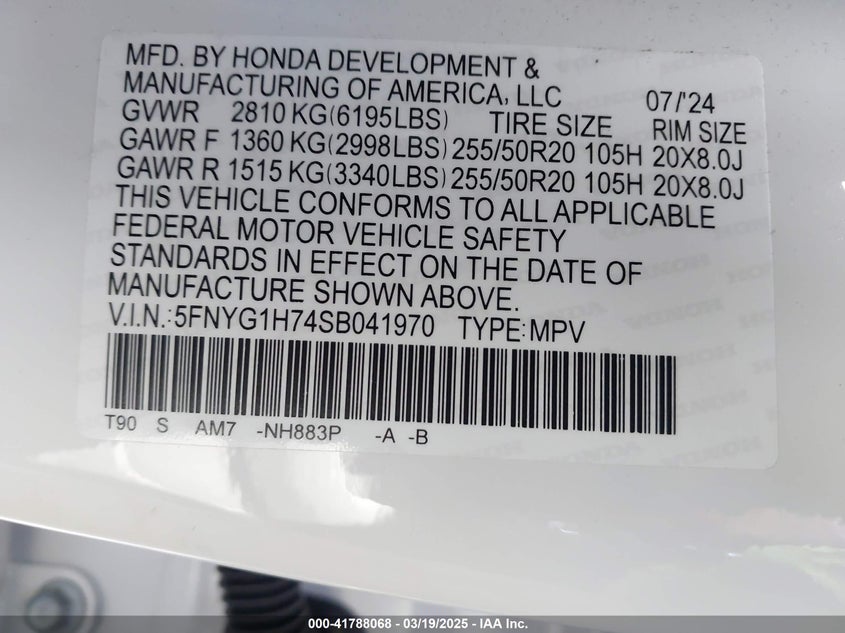 MFD. BY HONDA DEVELOPMENT &
MANUFACTURING OF AMERICA, LLC 07/'24
GVWR 2810 KG(6195LBS) TIRE SIZE RIM SIZE
GAWR F 1360 KG(2998LBS) 255/50R20 105H 20X8.0J
GAWR R 1515 KG(3340LBS) 255/50R20 105H 20X8.0J
THIS VEHICLE CONFORMS TO ALL APPLICABLE
FEDERAL MOTOR VEHICLE SAFETY
STANDARDS IN EFFECT ON THE DATE OF
MANUFACTURE SHOWN ABOVE.
V.I.N.:5FNYG1H74SB041970 TYPE:MPV
T90 S AM7 -NH883P -A -B
000-41788068 — 03/19/2025 — IAA Inc.